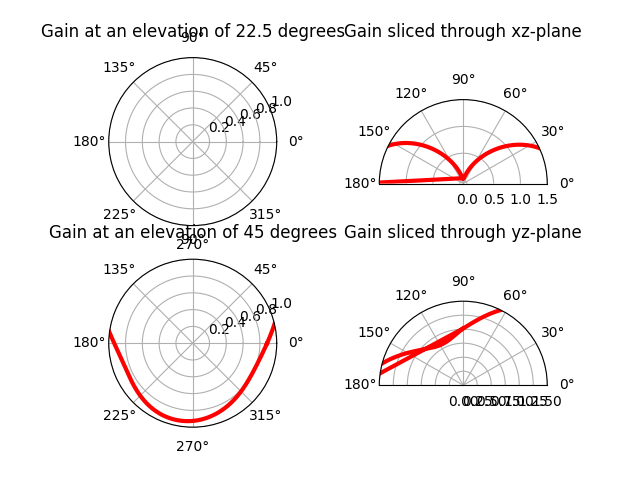 Gain at an elevation of 22.5 degrees
90°
135° 45°
180° 0°
225° 315°
270°
0.2 0.4 0.6 0.8 1.0
Gain sliced through xz-plane
90°
120° 60°
150° 30°
180° 0°
0.0 0.5 1.0 1.5
Gain at an elevation of 45 degrees
90°
135° 45°
180° 0°
225° 315°
270°
0.2 0.4 0.6 0.8 1.0
Gain sliced through yz-plane
90°
120° 60°
150° 30°
180° 0°